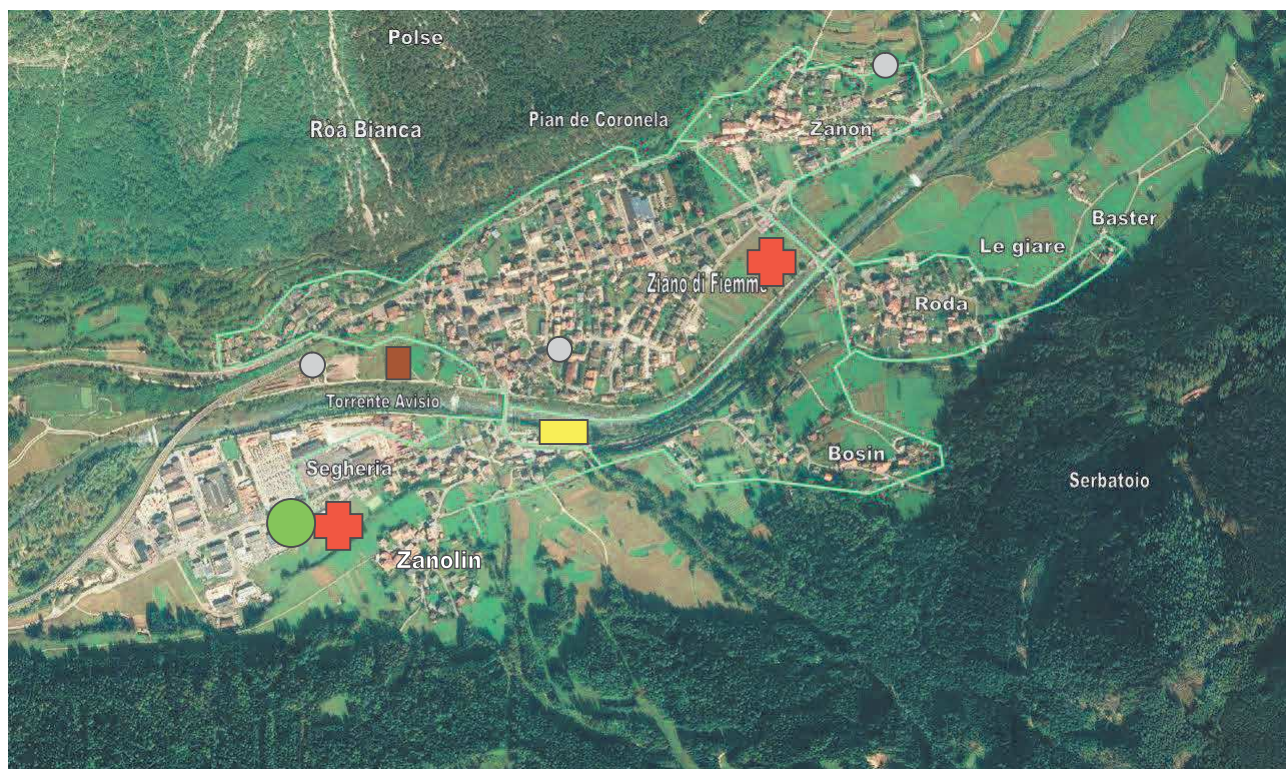 Polse
Pian de Coronela
Roa Bianca
Zanon
Baster
Le giare
Ziano di Fiemme
Roda
Torrente Avisio
Bosin
Segheria
Serbatoio
Zanolin